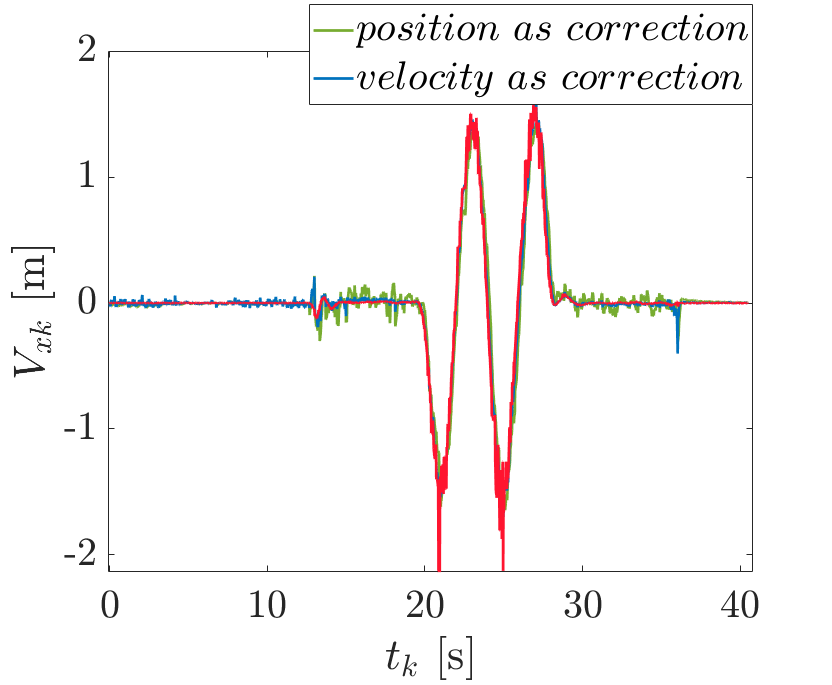 position as correction
velocity as correction
2
1
0
-1
-2
V_{xk} [m]
0 10 20 30 40
t_k [s]